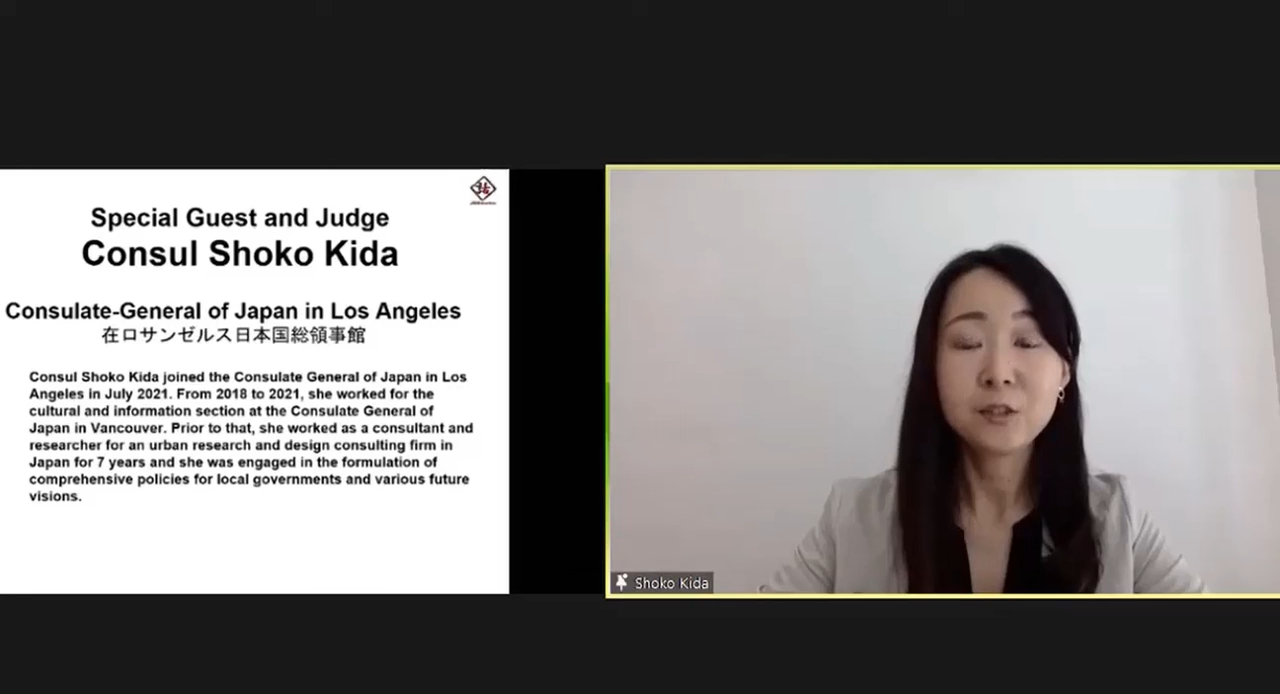 Special Guest and Judge
Consul Shoko Kida
Consulate-General of Japan in Los Angeles
在ロサンゼルス日本国総領事館
Consul Shoko Kida joined the Consulate General of Japan in Los
Angeles in July 2021. From 2018 to 2021, she worked for the
cultural and information section at the Consulate General of
Japan in Vancouver. Prior to that, she worked as a consultant and
researcher for an urban research and design consulting firm in
Japan for 7 years and she was engaged in the formulation of
comprehensive policies for local governments and various future
visions.
Shoko Kida